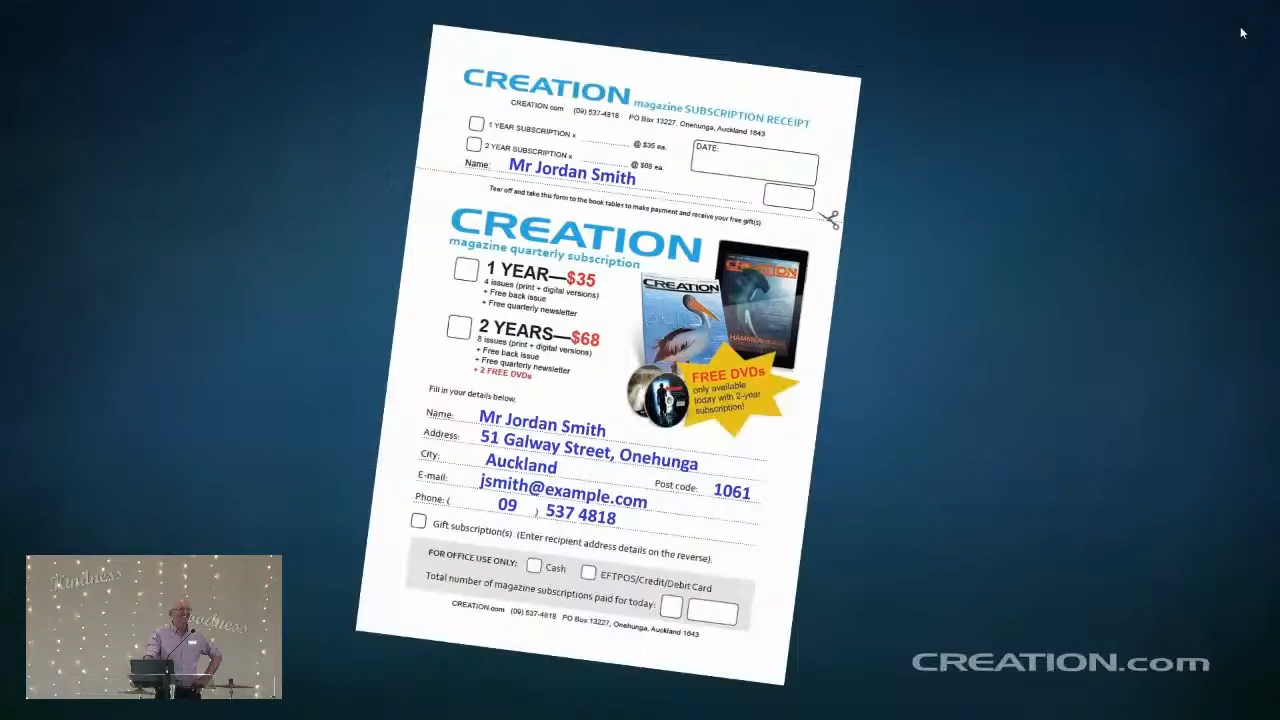 CREATION magazine SUBSCRIPTION RECEIPT
CREATION.com (09) 537-4818 PO Box 13227, Onehunga, Auckland 1643
1 YEAR SUBSCRIPTION x @ $35 ea.
2 YEAR SUBSCRIPTION x @ $68 ea.
DATE:
Name: Mr Jordan Smith
Tear off and take this form to the book tables to make payment and receive your free gift(s).
CREATION
magazine quarterly subscription
1 YEAR—$35
4 issues (print + digital versions)
+ Free back issue
+ Free quarterly newsletter
2 YEARS—$68
8 issues (print + digital versions)
+ Free back issue
+ Free quarterly newsletter
+ 2 FREE DVDs
CREATION
CREATION
HAMMERHEAD
FREE DVDs
only available
today with 2-year
subscription!
Fill in your details below.
Name: Mr Jordan Smith
Address: 51 Galway Street, Onehunga
City: Auckland Post code: 1061
E-mail: jsmith@example.com
Phone: ( 09 ) 537 4818
Gift subscription(s). (Enter recipient address details on the reverse).
FOR OFFICE USE ONLY: Cash EFTPOS/Credit/Debit Card
Total number of magazine subscriptions paid for today:
CREATION.com (09) 537-4818 PO Box 13227, Onehunga, Auckland 1643
Kindness
CREATION.com